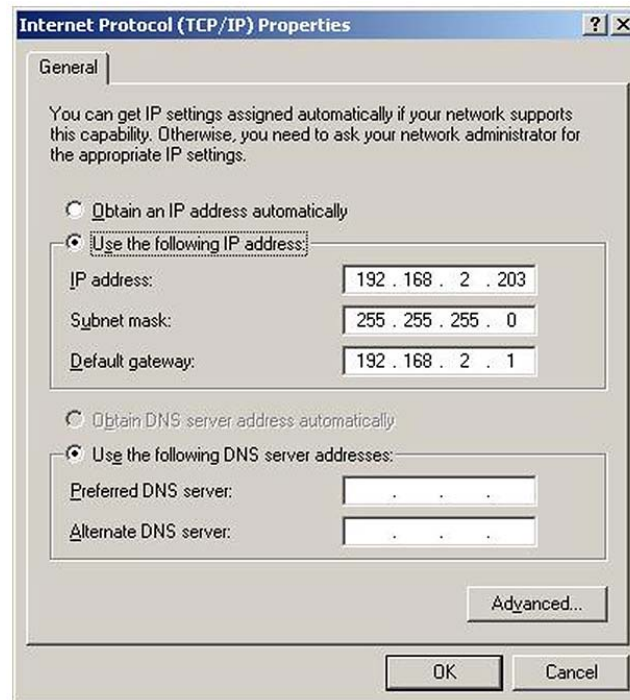 Internet Protocol (TCP/IP) Properties
General
You can get IP settings assigned automatically if your network supports
this capability. Otherwise, you need to ask your network administrator for
the appropriate IP settings.
Obtain an IP address automatically
Use the following IP address:
IP address: 192 . 168 . 2 . 203
Subnet mask: 255 . 255 . 255 . 0
Default gateway: 192 . 168 . 2 . 1
Obtain DNS server address automatically
Use the following DNS server addresses:
Preferred DNS server: . . .
Alternate DNS server: . . .
Advanced...
OK Cancel